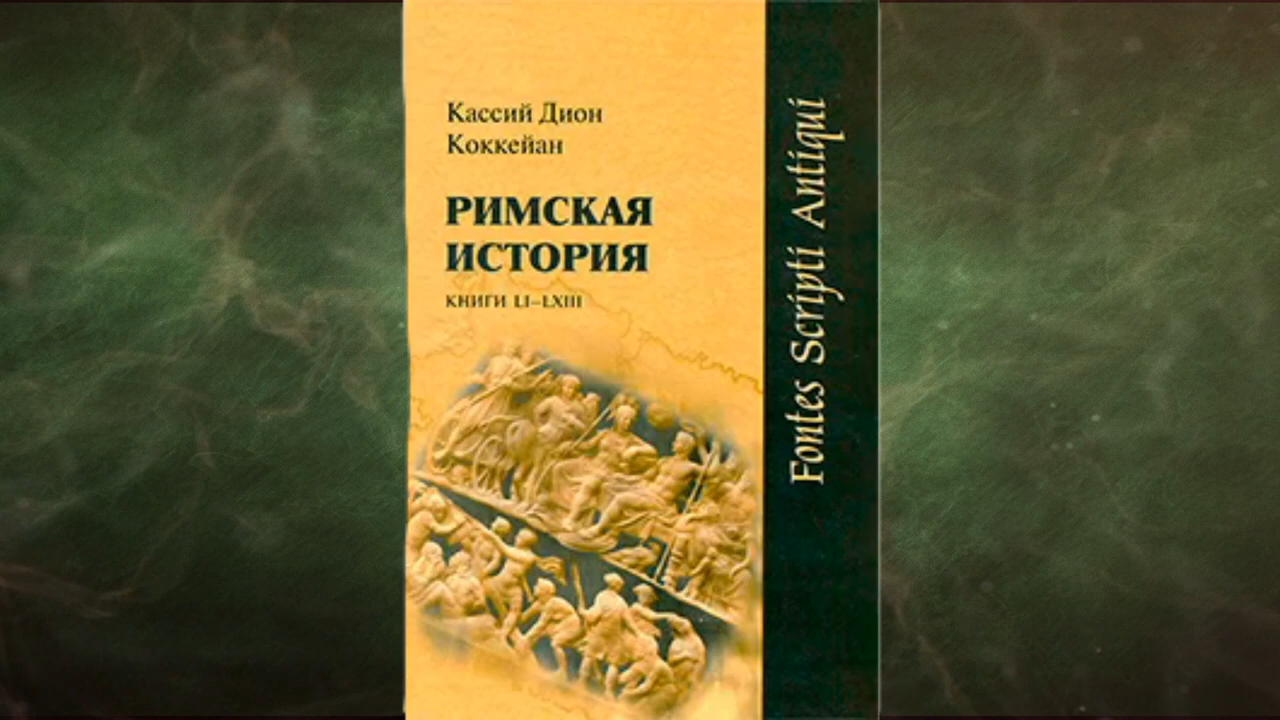 Кассий Дион
Коккейан
РИМСКАЯ
ИСТОРИЯ
КНИГИ LI–LXIII
Fontes Scripti Antiqui